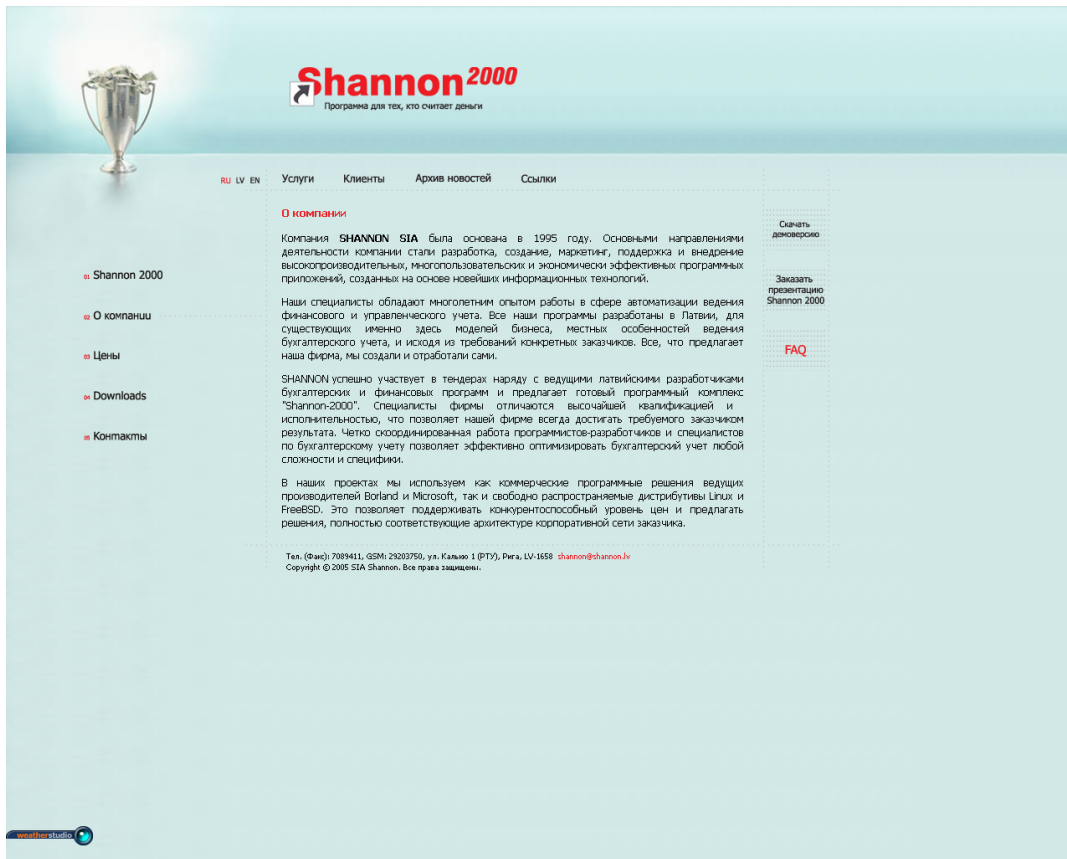 Shannon 2000
Программа для тех, кто считает деньги
RU LV EN
Услуги Клиенты Архив новостей Ссылки
01 Shannon 2000
02 О компании
03 Цены
04 Downloads
05 Контакты
О компании
Компания SHANNON SIA была основана в 1995 году. Основными направлениями
деятельности компании стали разработка, создание, маркетинг, поддержка и внедрение
высокопроизводительных, многопользовательских и экономически эффективных программных
приложений, созданных на основе новейших информационных технологий.
Наши специалисты обладают многолетним опытом работы в сфере автоматизации ведения
финансового и управленческого учета. Все наши программы разработаны в Латвии, для
существующих именно здесь моделей бизнеса, местных особенностей ведения
бухгалтерского учета, и исходя из требований конкретных заказчиков. Все, что предлагает
наша фирма, мы создали и отработали сами.
SHANNON успешно участвует в тендерах наряду с ведущими латвийскими разработчиками
бухгалтерских и финансовых программ и предлагает готовый программный комплекс
"Shannon-2000". Специалисты фирмы отличаются высочайшей квалификацией и
исполнительностью, что позволяет нашей фирме всегда достигать требуемого заказчиком
результата. Четко скоординированная работа программистов-разработчиков и специалистов
по бухгалтерскому учету позволяет эффективно оптимизировать бухгалтерский учет любой
сложности и специфики.
В наших проектах мы используем как коммерческие программные решения ведущих
производителей Borland и Microsoft, так и свободно распространяемые дистрибутивы Linux и
FreeBSD. Это позволяет поддерживать конкурентоспособный уровень цен и предлагать
решения, полностью соответствующие архитектуре корпоративной сети заказчика.
Скачать
демоверсию
Заказать
презентацию
Shannon 2000
FAQ
Тел. (Факс): 7089411, GSM: 29203750, ул. Калькю 1 (РТУ), Рига, LV-1658 shannon@shannon.lv
Copyright © 2005 SIA Shannon. Все права защищены.
weatherstudio